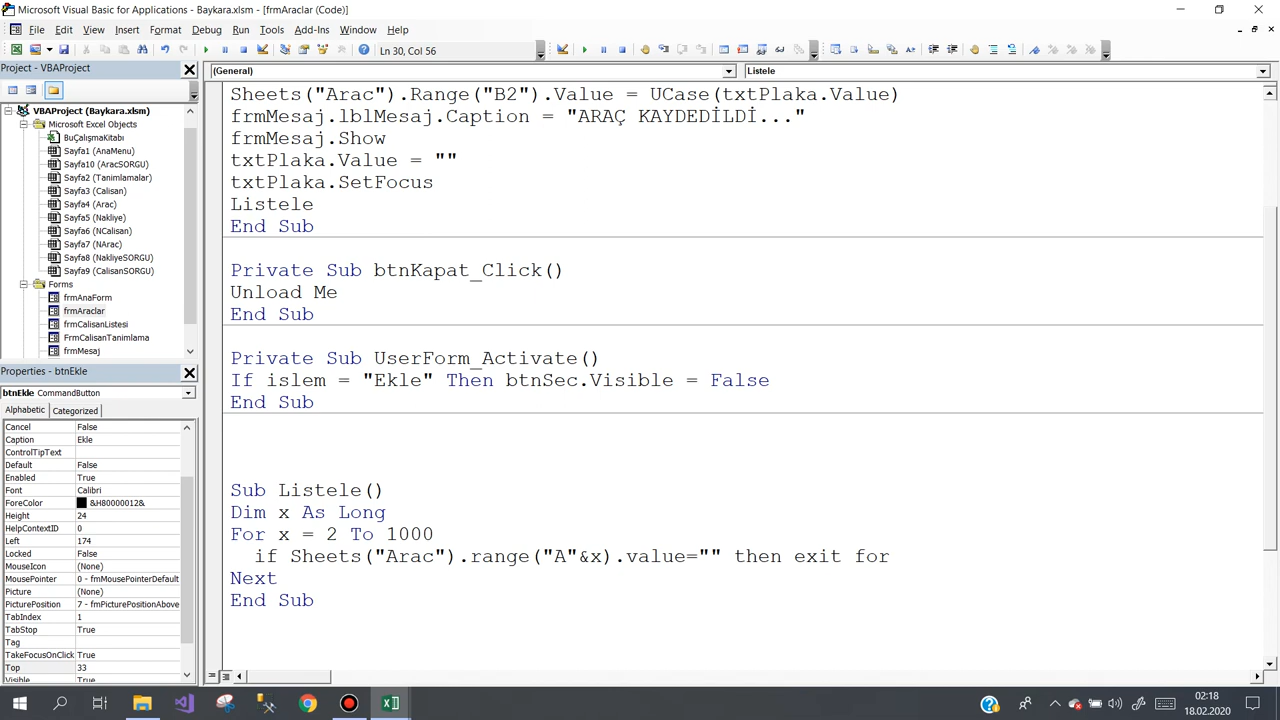 Microsoft Visual Basic for Applications - Baykara.xlsm - [frmAraclar (Code)]
File Edit View Insert Format Debug Run Tools Add-Ins Window Help
Ln 30, Col 56
Project - VBAProject
(General)
Listele
VBAProject (Baykara.xlsm)
Microsoft Excel Objects
BuÇalışmaKitabı
Sayfa1 (AnaMenu)
Sayfa10 (AracSORGU)
Sayfa2 (Tanimlamalar)
Sayfa3 (Calisan)
Sayfa4 (Arac)
Sayfa5 (Nakliye)
Sayfa6 (NCalisan)
Sayfa7 (NArac)
Sayfa8 (NakliyeSORGU)
Sayfa9 (CalisanSORGU)
Forms
frmAnaForm
frmAraclar
frmCalisanListesi
FrmCalisanTanimlama
frmMesaj
Properties - btnEkle
btnEkle CommandButton
Alphabetic Categorized
Cancel False
Caption Ekle
ControlTipText
Default False
Enabled True
Font Calibri
ForeColor &H80000012&
Height 24
HelpContextID 0
Left 174
Locked False
MouseIcon (None)
MousePointer 0 - fmMousePointerDefault
Picture (None)
PicturePosition 7 - fmPicturePositionAbove
TabIndex 1
TabStop True
Tag
TakeFocusOnClick True
Top 33
Visible True
Sheets("Arac").Range("B2").Value = UCase(txtPlaka.Value)
frmMesaj.lblMesaj.Caption = "ARAÇ KAYDEDİLDİ..."
frmMesaj.Show
txtPlaka.Value = ""
txtPlaka.SetFocus
Listele
End Sub
Private Sub btnKapat_Click()
Unload Me
End Sub
Private Sub UserForm_Activate()
If islem = "Ekle" Then btnSec.Visible = False
End Sub
Sub Listele()
Dim x As Long
For x = 2 To 1000
if Sheets("Arac").range("A"&x).value="" then exit for
Next
End Sub
02:18
18.02.2020